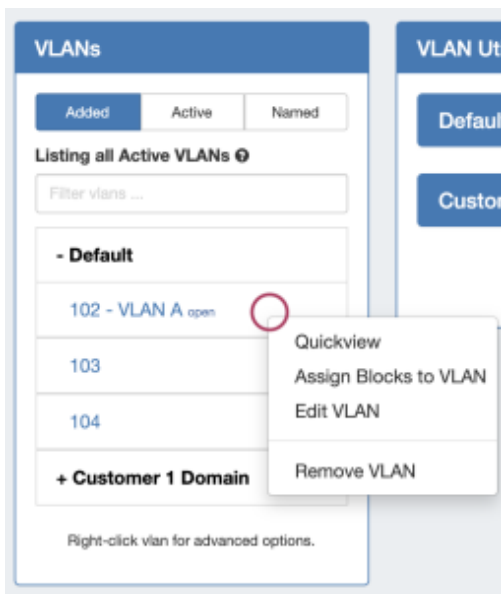 VLANs
Added Active Named
Listing all Active VLANs
Filter vlans ...
- Default
102 - VLAN A open
103
104
+ Customer 1 Domain
Right-click vlan for advanced options.
Quickview
Assign Blocks to VLAN
Edit VLAN
Remove VLAN
VLAN Ut
Defaul
Custor